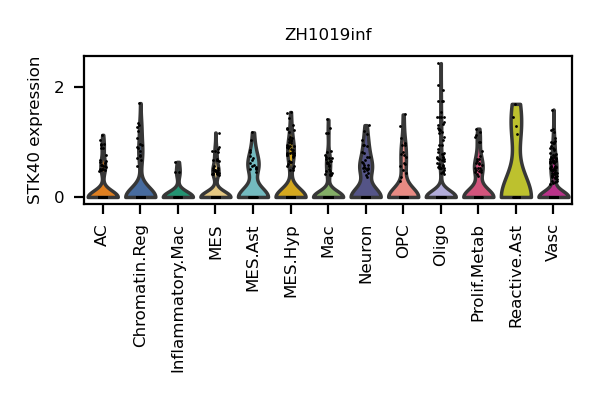 ZH1019inf
STK40 expression
2
0
AC
Chromatin.Reg
Inflammatory.Mac
MES
MES.Ast
MES.Hyp
Mac
Neuron
OPC
Oligo
Prolif.Metab
Reactive.Ast
Vasc